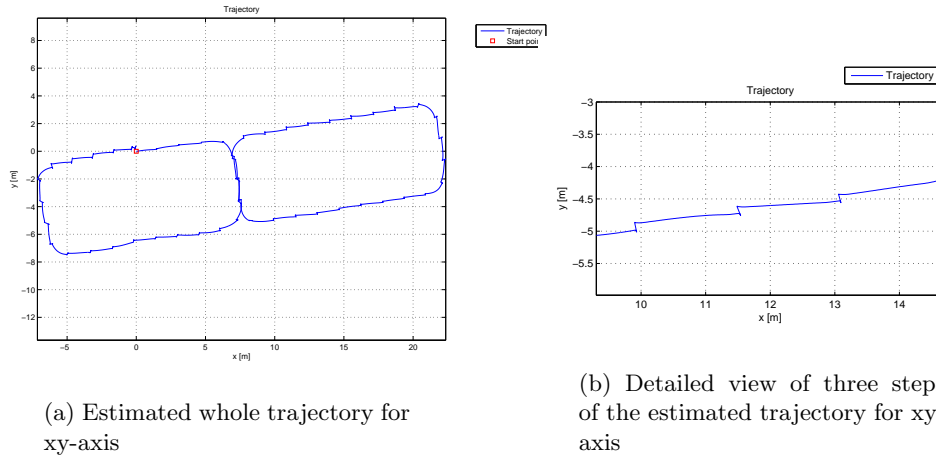 Trajectory
Trajectory
Start poi
8
6
4
2
0
−2
−4
−6
−8
−10
−12
y [m]
−5
0
5
10
15
20
x [m]
(a) Estimated whole trajectory for
xy-axis
Trajectory
Trajectory
−3
−3.5
−4
−4.5
−5
−5.5
y [m]
10
11
12
13
14
x [m]
(b) Detailed view of three step
of the estimated trajectory for xy
axis